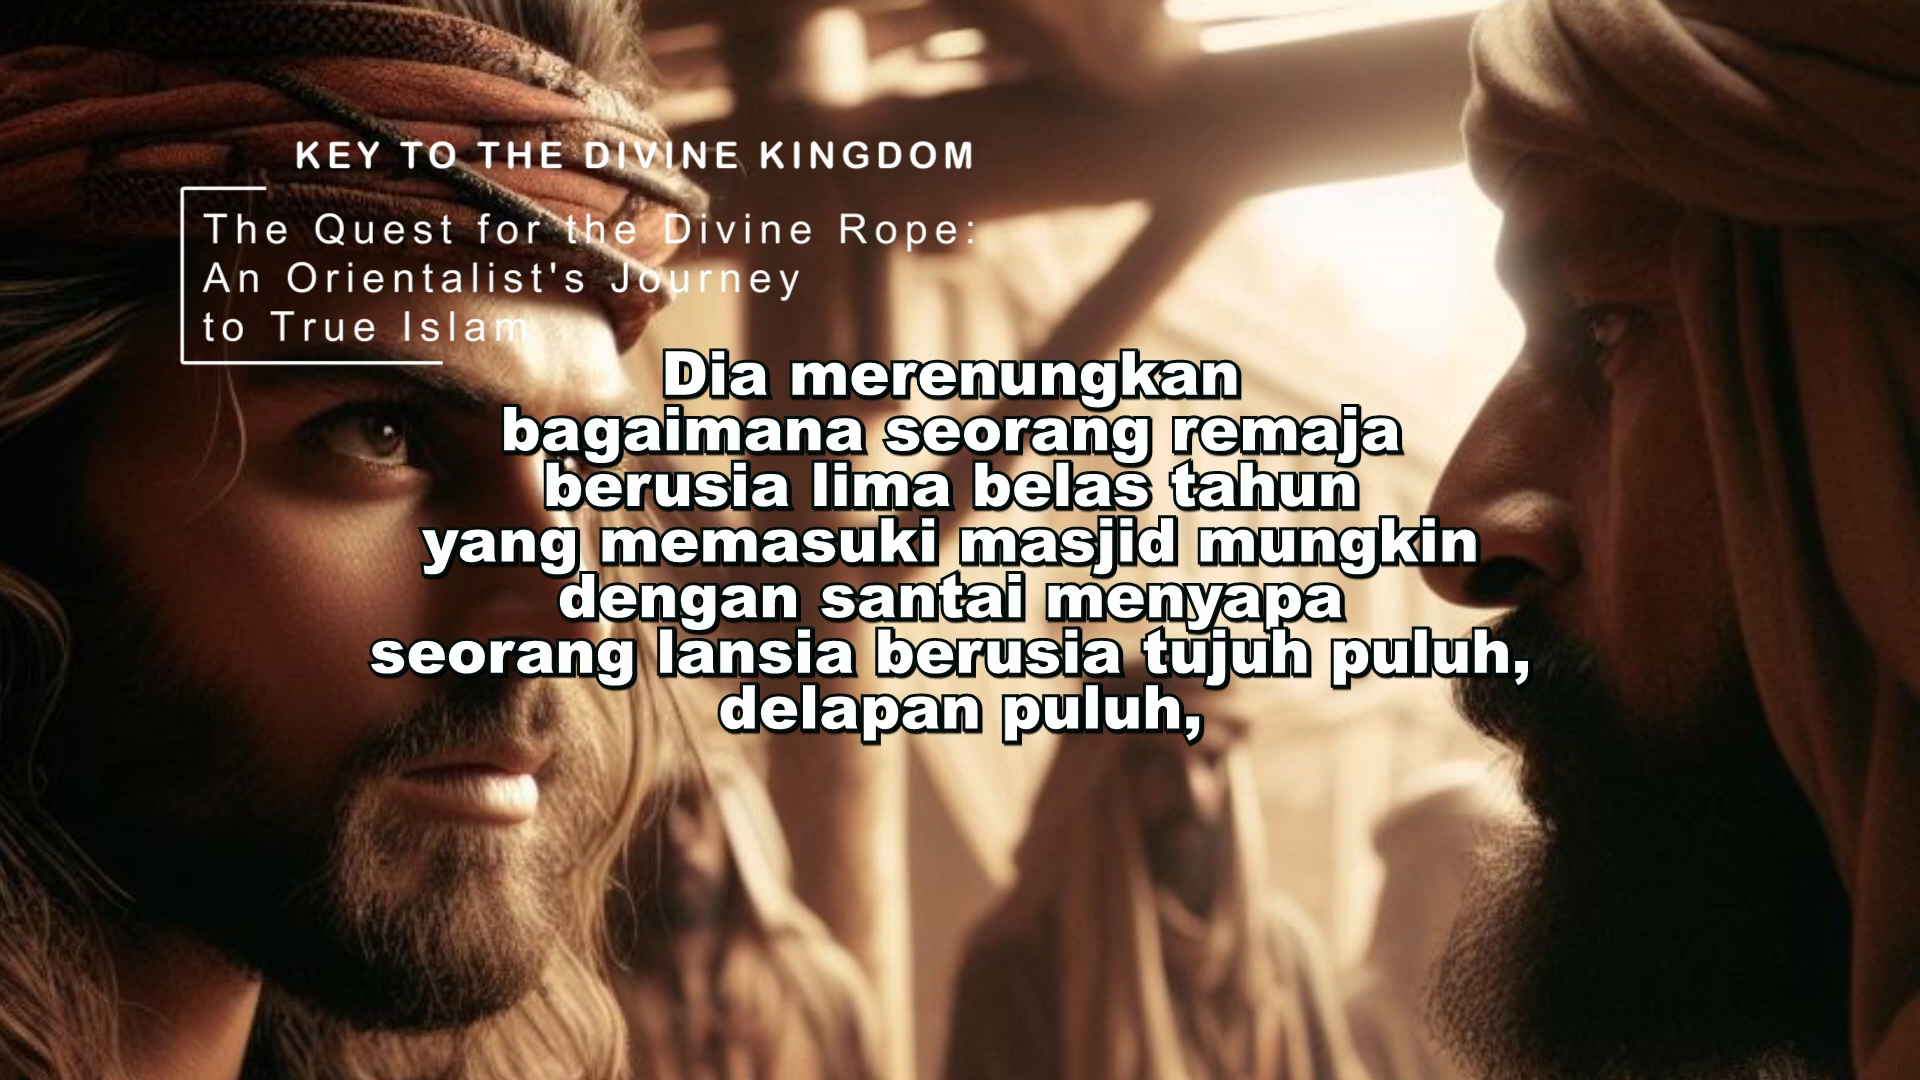 KEY TO THE DIVINE KINGDOM
The Quest for the Divine Rope:
An Orientalist's Journey
to True Islam
Dia merenungkan
bagaimana seorang remaja
berusia lima belas tahun
yang memasuki masjid mungkin
dengan santai menyapa
seorang lansia berusia tujuh puluh,
delapan puluh,